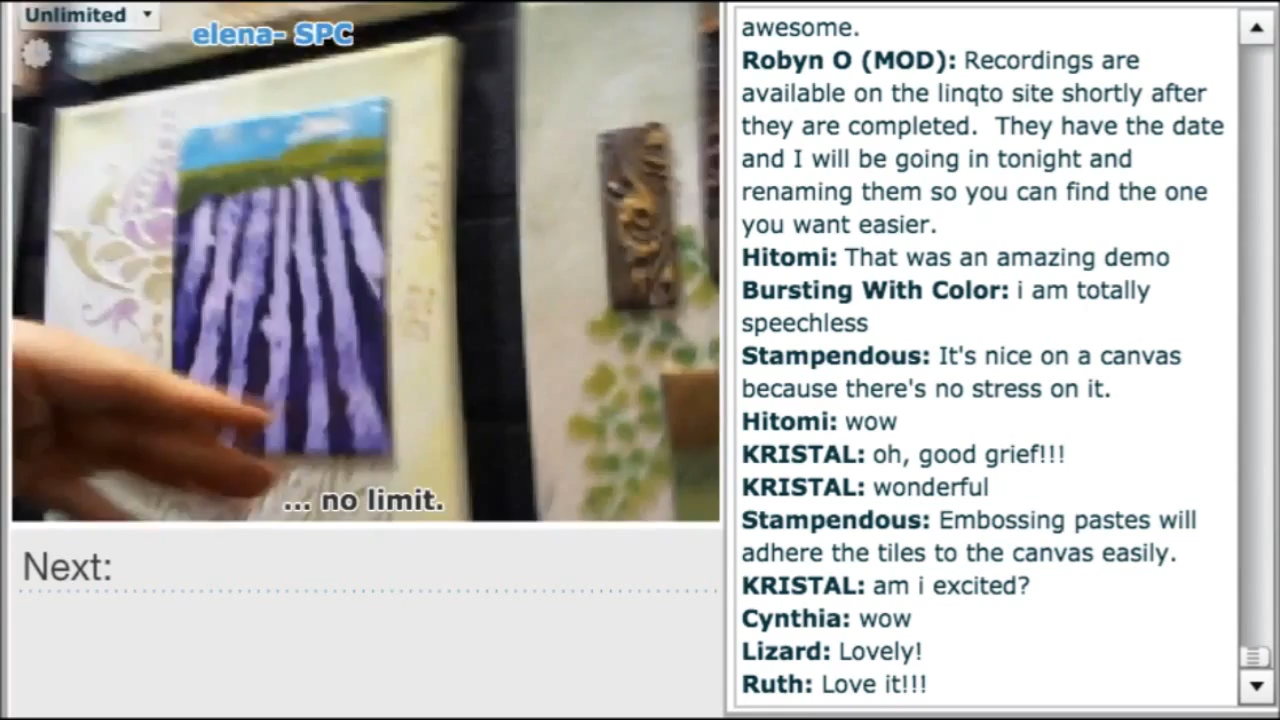 Unlimited
elena- SPC
... no limit.
Next:
awesome.
Robyn O (MOD): Recordings are
available on the linqto site shortly after
they are completed.  They have the date
and I will be going in tonight and
renaming them so you can find the one
you want easier.
Hitomi: That was an amazing demo
Bursting With Color: i am totally
speechless
Stampendous: It's nice on a canvas
because there's no stress on it.
Hitomi: wow
KRISTAL: oh, good grief!!!
KRISTAL: wonderful
Stampendous: Embossing pastes will
adhere the tiles to the canvas easily.
KRISTAL: am i excited?
Cynthia: wow
Lizard: Lovely!
Ruth: Love it!!!